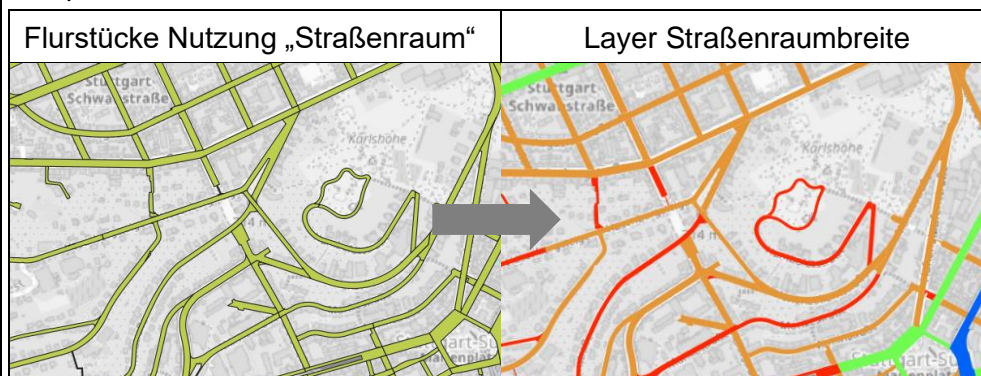 Flurstücke Nutzung „Straßenraum“
Layer Straßenraumbreite
Stuttgart-
Schwabstraße
Karlshöhe
Stuttgart-
Schwabstraße
Karlshöhe